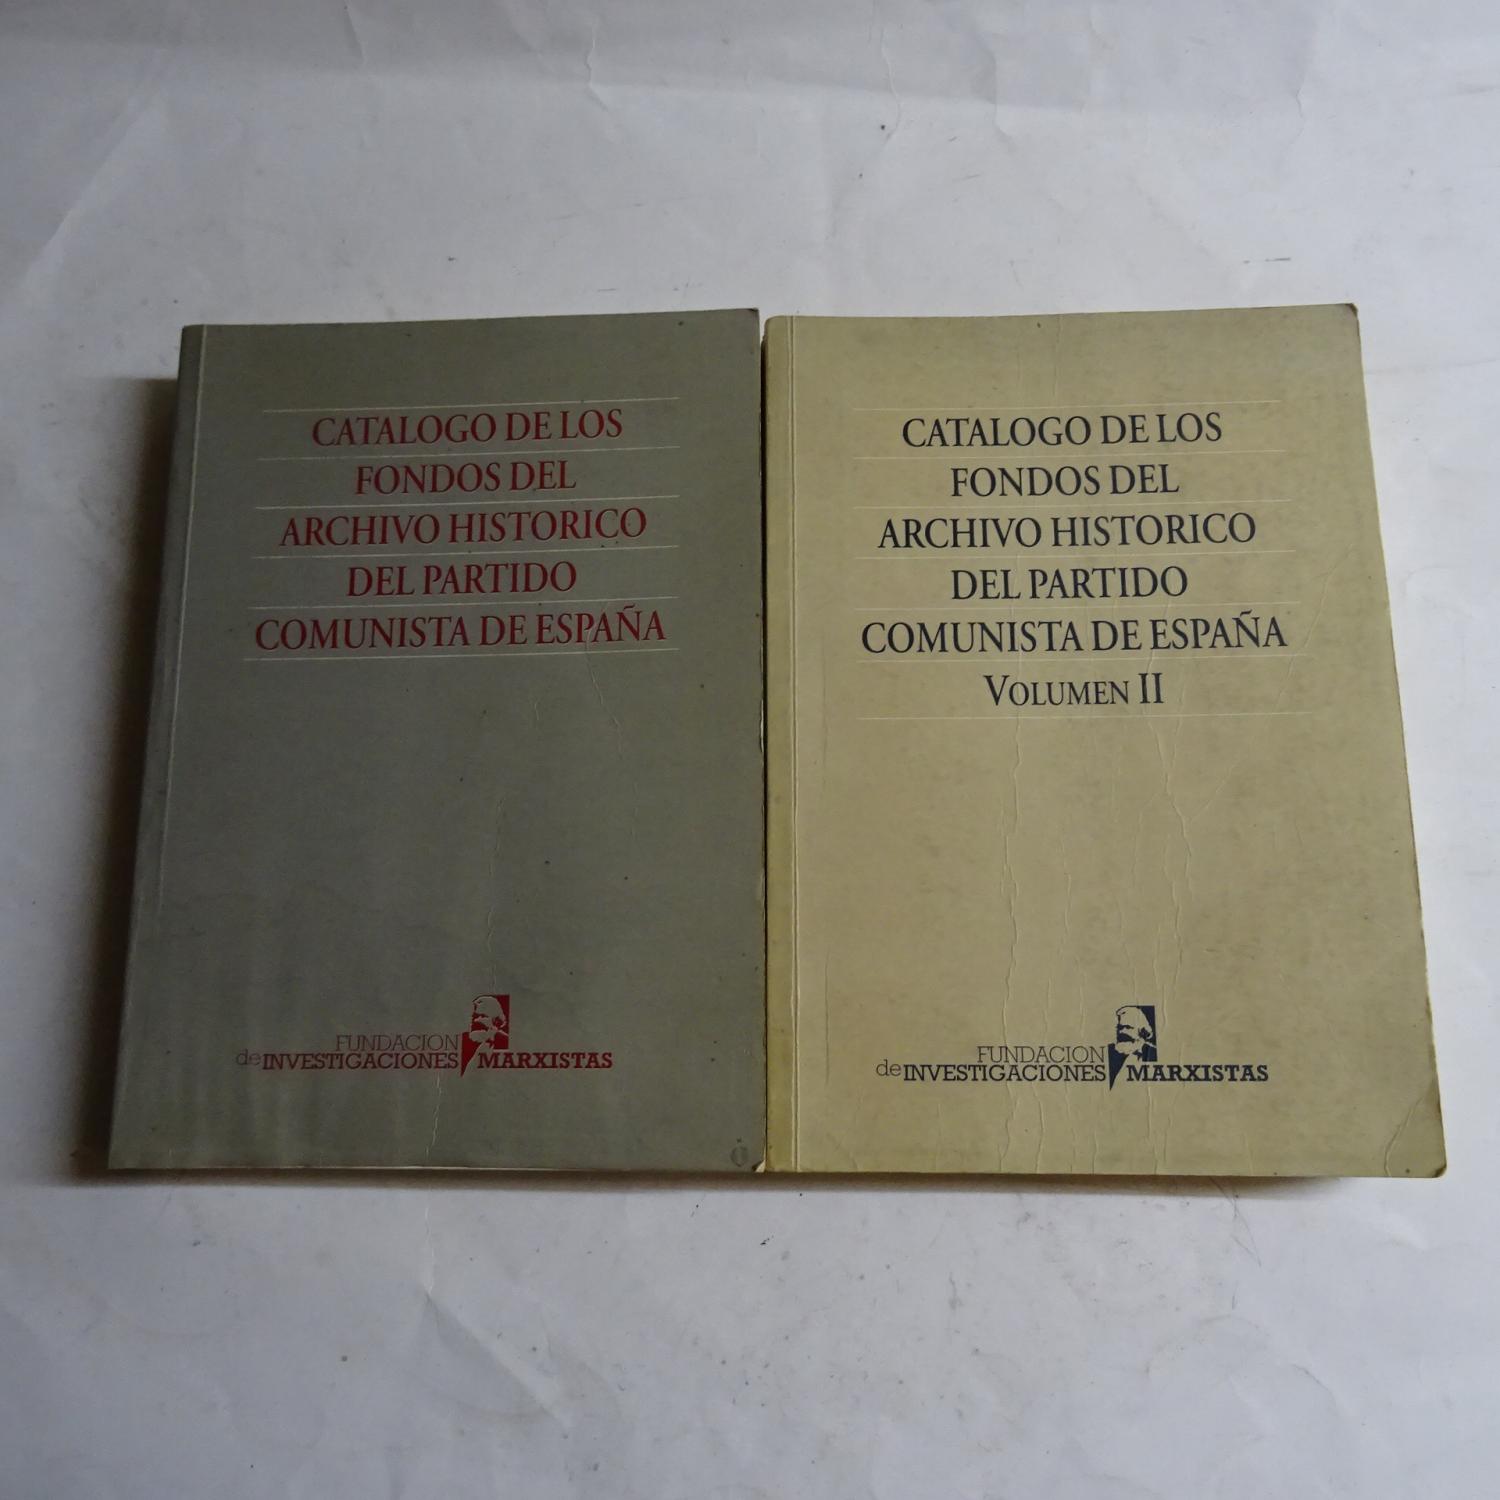 CATALOGO DE LOS
FONDOS DEL
ARCHIVO HISTORICO
DEL PARTIDO
COMUNISTA DE ESPAÑA
FUNDACION
de INVESTIGACIONES MARXISTAS
CATALOGO DE LOS
FONDOS DEL
ARCHIVO HISTORICO
DEL PARTIDO
COMUNISTA DE ESPAÑA
VOLUMEN II
FUNDACION
de INVESTIGACIONES MARXISTAS